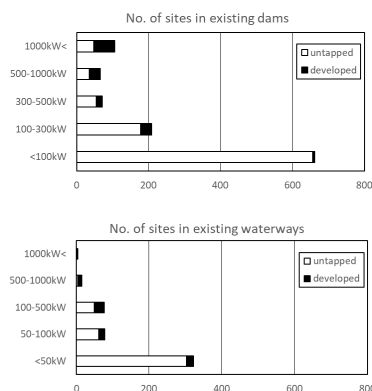 No. of sites in existing dams
1000kW<
500-1000kW
300-500kW
100-300kW
<100kW
untapped
developed
0 200 400 600 800
No. of sites in existing waterways
1000kW<
500-1000kW
100-500kW
50-100kW
<50kW
untapped
developed
0 200 400 600 800